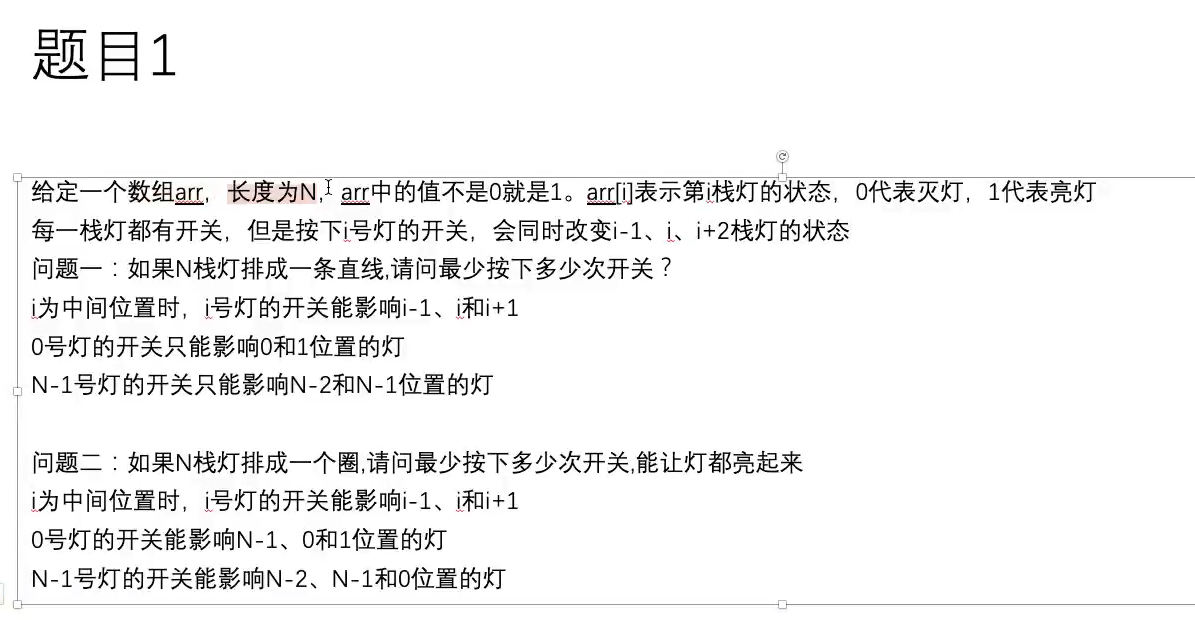 题目1
给定一个数组arr，长度为N，arr中的值不是0就是1。arr[i]表示第i栈灯的状态，0代表灭灯，1代表亮灯
每一栈灯都有开关，但是按下i号灯的开关，会同时改变i-1、i、i+2栈灯的状态
问题一：如果N栈灯排成一条直线,请问最少按下多少次开关？
i为中间位置时，i号灯的开关能影响i-1、i和i+1
0号灯的开关只能影响0和1位置的灯
N-1号灯的开关只能影响N-2和N-1位置的灯
问题二：如果N栈灯排成一个圈,请问最少按下多少次开关,能让灯都亮起来
i为中间位置时，i号灯的开关能影响i-1、i和i+1
0号灯的开关能影响N-1、0和1位置的灯
N-1号灯的开关能影响N-2、N-1和0位置的灯